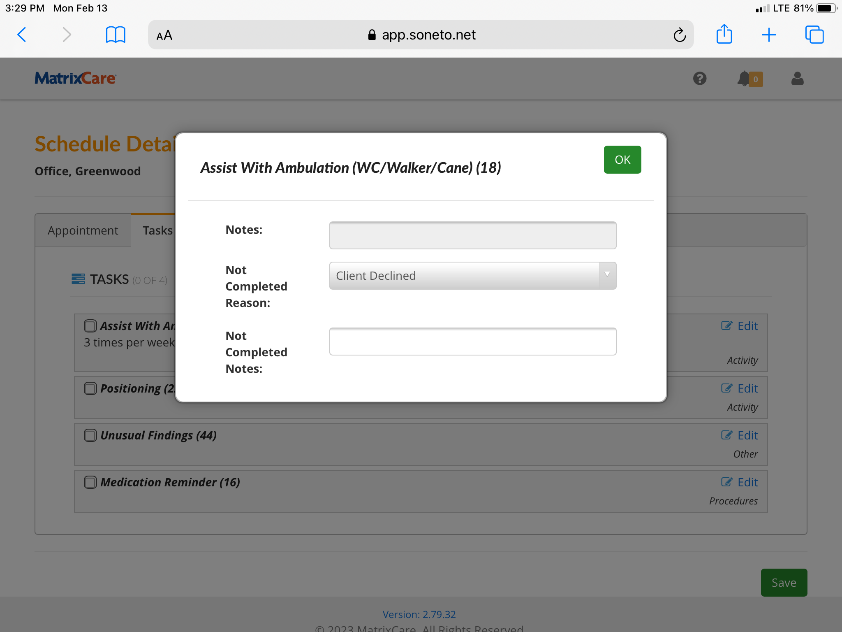 3:29 PM Mon Feb 13
LTE 81%
AA
app.soneto.net
MatrixCare
0
Schedule Detai
Office, Greenwood
Appointment
Tasks
TASKS (0 OF 4)
Assist With Am
3 times per week
Edit
Activity
Positioning (2
Edit
Activity
Unusual Findings (44)
Edit
Other
Medication Reminder (16)
Edit
Procedures
Assist With Ambulation (WC/Walker/Cane) (18)
OK
Notes:
Not
Completed
Reason:
Client Declined
Not
Completed
Notes:
Save
Version: 2.79.32
© 2023 MatrixCare. All Rights Reserved